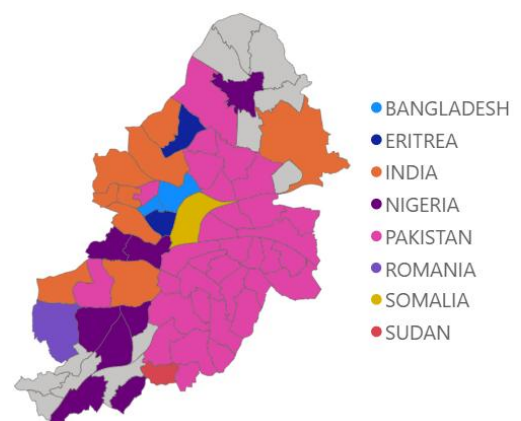 BANGLADESH
ERITREA
INDIA
NIGERIA
PAKISTAN
ROMANIA
SOMALIA
SUDAN